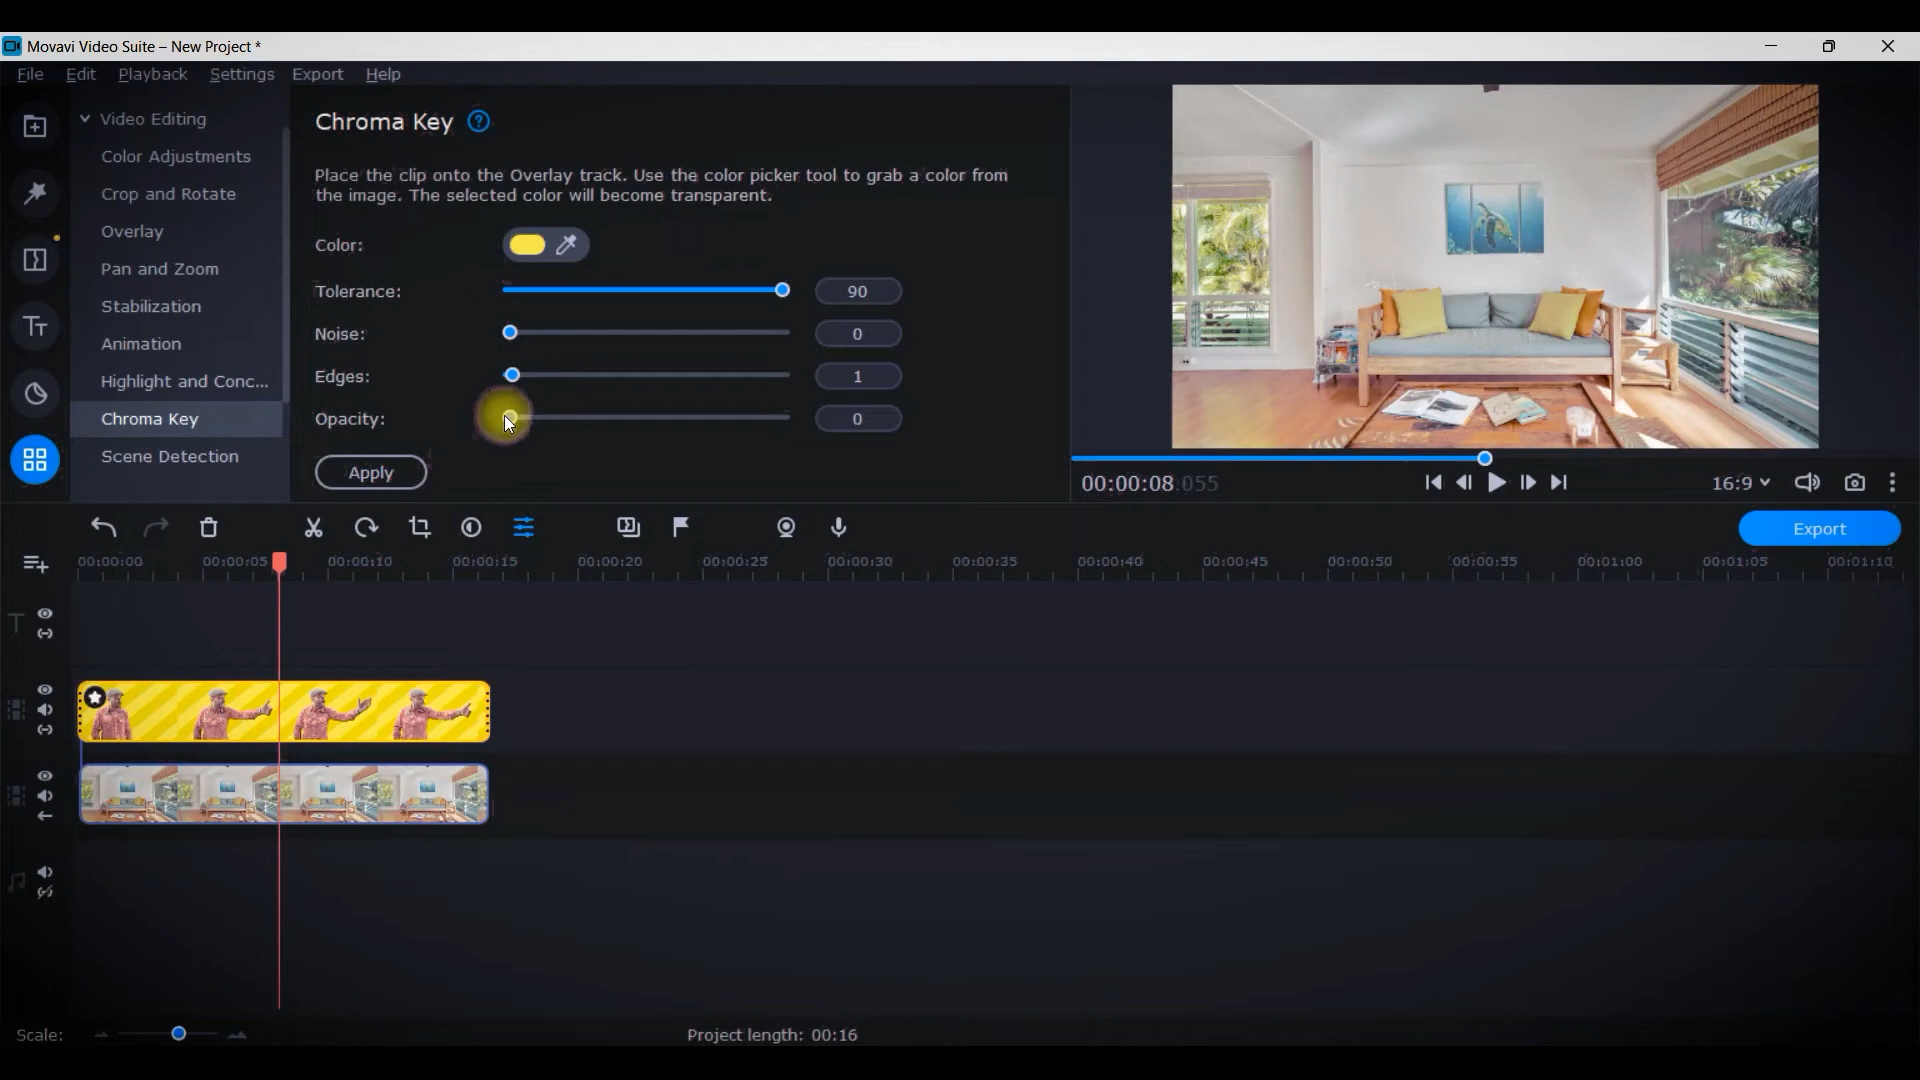 Movavi Video Suite – New Project *
File Edit Playback Settings Export Help
Video Editing
Color Adjustments
Crop and Rotate
Overlay
Pan and Zoom
Stabilization
Animation
Highlight and Conc...
Chroma Key
Scene Detection
Chroma Key ?
Place the clip onto the Overlay track. Use the color picker tool to grab a color from
the image. The selected color will become transparent.
Color:
Tolerance: 90
Noise: 0
Edges: 1
Opacity: 0
Apply
00:00:08.055
16:9
Export
00:00:00 00:00:05 00:00:10 00:00:15 00:00:20 00:00:25 00:00:30 00:00:35 00:00:40 00:00:45 00:00:50 00:00:55 00:01:00 00:01:05 00:01:10
Scale:
Project length: 00:16